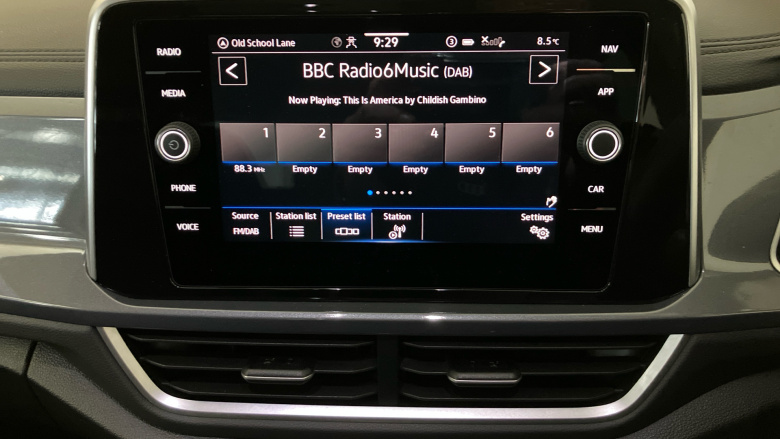 RADIO
MEDIA
PHONE
VOICE
Old School Lane
9:29
3
8.5°C
BBC Radio6Music (DAB)
Now Playing: This Is America by Childish Gambino
1 2 3 4 5 6
88.3 MHz Empty Empty Empty Empty Empty
Source Station list Preset list Station Settings
FM/DAB
NAV
APP
CAR
MENU